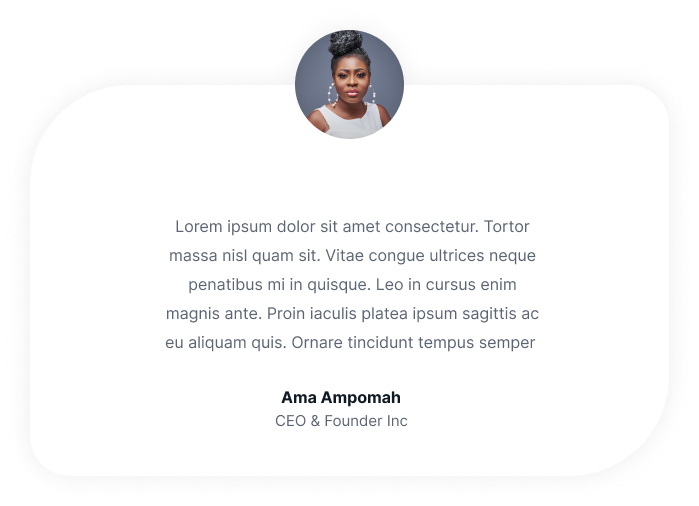 Lorem ipsum dolor sit amet consectetur. Tortor
massa nisl quam sit. Vitae congue ultrices neque
penatibus mi in quisque. Leo in cursus enim
magnis ante. Proin iaculis platea ipsum sagittis ac
eu aliquam quis. Ornare tincidunt tempus semper
Ama Ampomah
CEO & Founder Inc